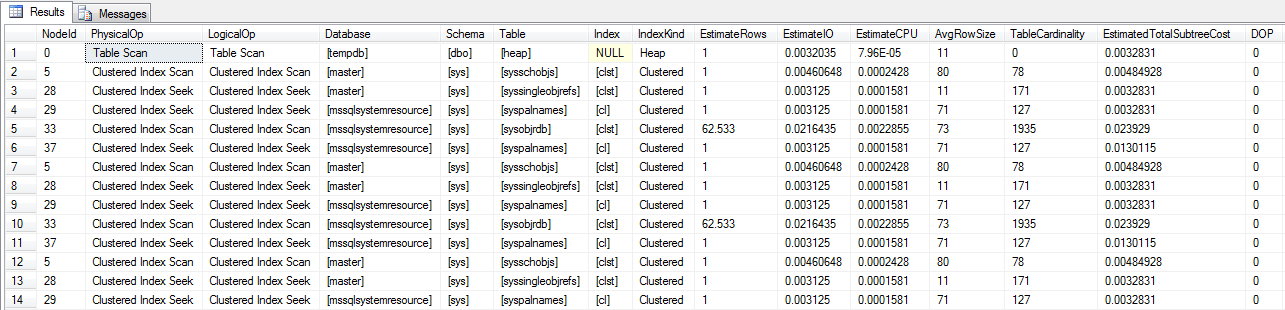 Results Messages
NodeId PhysicalOp LogicalOp Database Schema Table Index IndexKind EstimateRows EstimateIO EstimateCPU AvgRowSize TableCardinality EstimatedTotalSubtreeCost DOP
1 0 Table Scan Table Scan [tempdb] [dbo] [heap] NULL Heap 1 0.0032035 7.96E-05 11 0 0.0032831 0
2 5 Clustered Index Scan Clustered Index Scan [master] [sys] [sysschobjs] [clst] Clustered 1 0.00460648 0.0002428 80 78 0.00484928 0
3 28 Clustered Index Seek Clustered Index Seek [master] [sys] [syssingleobjrefs] [clst] Clustered 1 0.003125 0.0001581 11 171 0.0032831 0
4 29 Clustered Index Seek Clustered Index Seek [mssqlsystemresource] [sys] [syspalnames] [cl] Clustered 1 0.003125 0.0001581 71 127 0.0032831 0
5 33 Clustered Index Scan Clustered Index Scan [mssqlsystemresource] [sys] [sysobjrdb] [clst] Clustered 62.533 0.0216435 0.0022855 73 1935 0.023929 0
6 37 Clustered Index Seek Clustered Index Seek [mssqlsystemresource] [sys] [syspalnames] [cl] Clustered 1 0.003125 0.0001581 71 127 0.0130115 0
7 5 Clustered Index Scan Clustered Index Scan [master] [sys] [sysschobjs] [clst] Clustered 1 0.00460648 0.0002428 80 78 0.00484928 0
8 28 Clustered Index Seek Clustered Index Seek [master] [sys] [syssingleobjrefs] [clst] Clustered 1 0.003125 0.0001581 11 171 0.0032831 0
9 29 Clustered Index Seek Clustered Index Seek [mssqlsystemresource] [sys] [syspalnames] [cl] Clustered 1 0.003125 0.0001581 71 127 0.0032831 0
10 33 Clustered Index Scan Clustered Index Scan [mssqlsystemresource] [sys] [sysobjrdb] [clst] Clustered 62.533 0.0216435 0.0022855 73 1935 0.023929 0
11 37 Clustered Index Seek Clustered Index Seek [mssqlsystemresource] [sys] [syspalnames] [cl] Clustered 1 0.003125 0.0001581 71 127 0.0130115 0
12 5 Clustered Index Scan Clustered Index Scan [master] [sys] [sysschobjs] [clst] Clustered 1 0.00460648 0.0002428 80 78 0.00484928 0
13 28 Clustered Index Seek Clustered Index Seek [master] [sys] [syssingleobjrefs] [clst] Clustered 1 0.003125 0.0001581 11 171 0.0032831 0
14 29 Clustered Index Seek Clustered Index Seek [mssqlsystemresource] [sys] [syspalnames] [cl] Clustered 1 0.003125 0.0001581 71 127 0.0032831 0